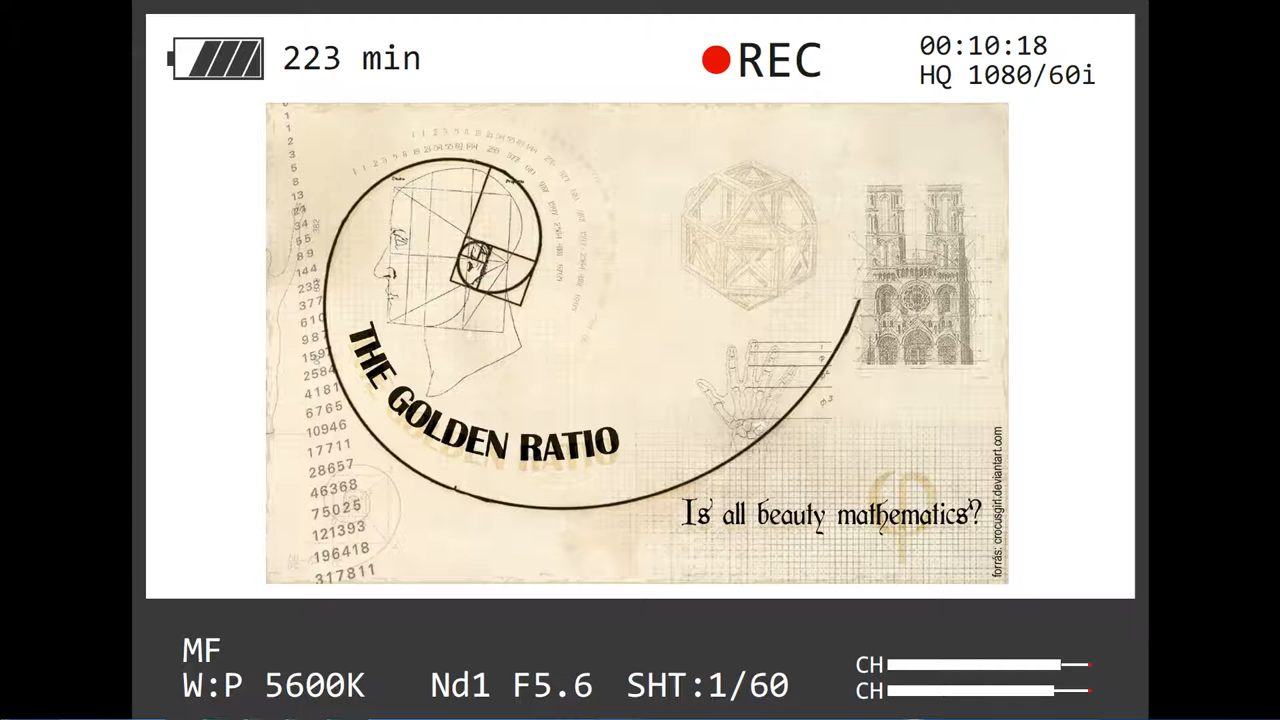 223 min
REC
00:10:18
HQ 1080/60i
0
1
1
2
3
5
8
13
21
34
55
89
144
233
377
610
987
1597
2584
4181
6765
10946
17711
28657
46368
75025
121393
196418
317811
THE GOLDEN RATIO
Is all beauty mathematics?
φ
forrás: crocusgirl.deviantart.com
MF
W:P 5600K Nd1 F5.6 SHT:1/60
CH
CH